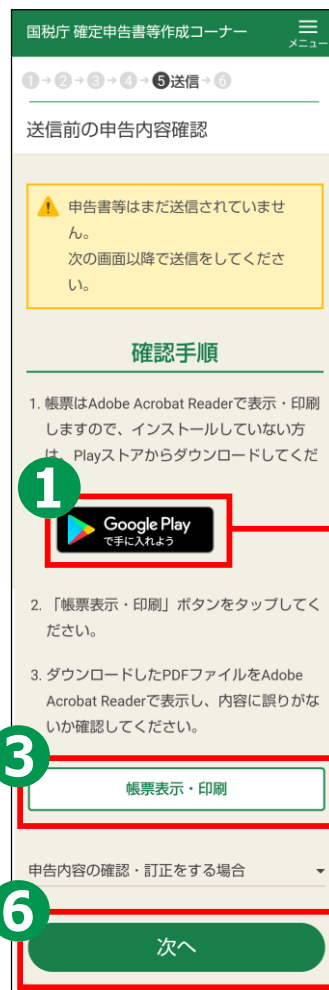 国税庁 確定申告書等作成コーナー
メニュー
1→2→3→4→5送信→6
送信前の申告内容確認
申告書等はまだ送信されていませ
ん。
次の画面以降で送信をしてくださ
い。
確認手順
1. 帳票はAdobe Acrobat Readerで表示・印刷
しますので、インストールしていない方
は、Playストアからダウンロードしてくだ
1
Google Play
で手に入れよう
2. 「帳票表示・印刷」ボタンをタップしてく
ださい。
3. ダウンロードしたPDFファイルをAdobe
Acrobat Readerで表示し、内容に誤りがな
いか確認してください。
3
帳票表示・印刷
申告内容の確認・訂正をする場合
6
次へ